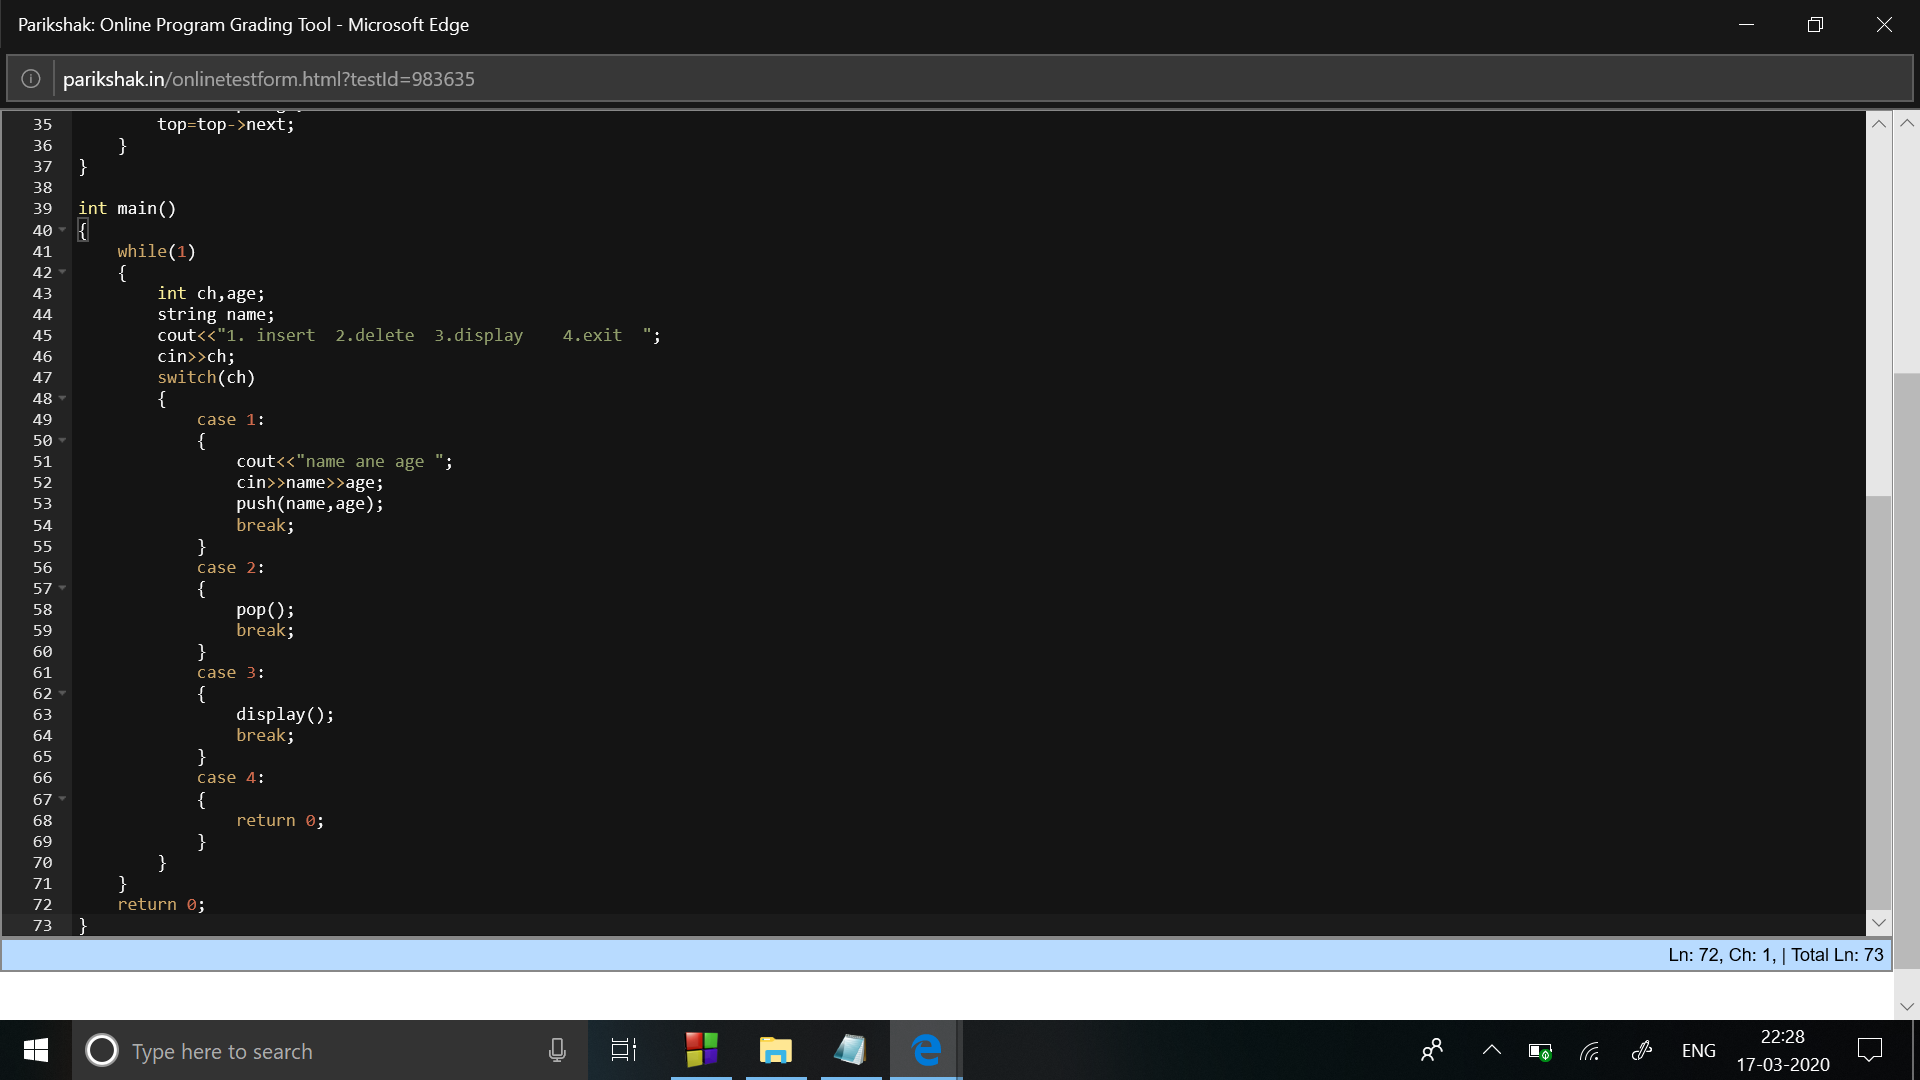 Parikshak: Online Program Grading Tool - Microsoft Edge
parikshak.in/onlinetestform.html?testId=983635
35 top=top->next;
36 }
37 }
38
39 int main()
40 {
41 while(1)
42 {
43 int ch,age;
44 string name;
45 cout<<"1. insert  2.delete  3.display    4.exit  ";
46 cin>>ch;
47 switch(ch)
48 {
49 case 1:
50 {
51 cout<<"name ane age ";
52 cin>>name>>age;
53 push(name,age);
54 break;
55 }
56 case 2:
57 {
58 pop();
59 break;
60 }
61 case 3:
62 {
63 display();
64 break;
65 }
66 case 4:
67 {
68 return 0;
69 }
70 }
71 }
72 return 0;
73 }
Ln: 72, Ch: 1, | Total Ln: 73
Type here to search
ENG
22:28
17-03-2020